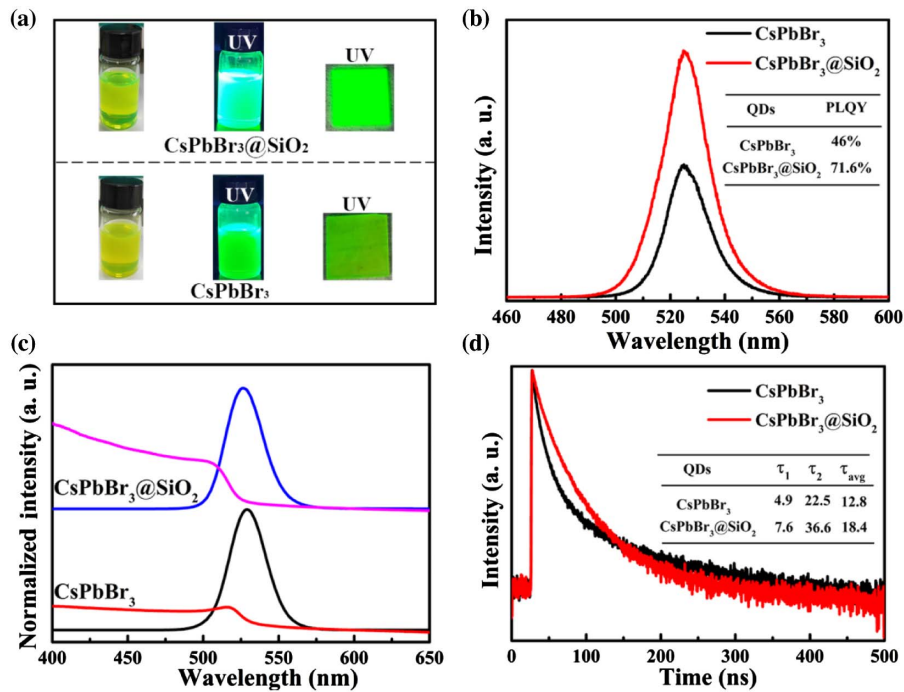 (a)
UV
UV
CsPbBr₃@SiO₂
UV
UV
CsPbBr₃
(b)
CsPbBr₃
CsPbBr₃@SiO₂
QDs PLQY
CsPbBr₃ 46%
CsPbBr₃@SiO₂ 71.6%
Intensity (a. u.)
460 480 500 520 540 560 580 600
Wavelength (nm)
(c)
Normalized intensity (a. u.)
CsPbBr₃@SiO₂
CsPbBr₃
400 450 500 550 600 650
Wavelength (nm)
(d)
CsPbBr₃
CsPbBr₃@SiO₂
QDs τ₁ τ₂ τavg
CsPbBr₃ 4.9 22.5 12.8
CsPbBr₃@SiO₂ 7.6 36.6 18.4
Intensity (a. u.)
0 100 200 300 400 500
Time (ns)